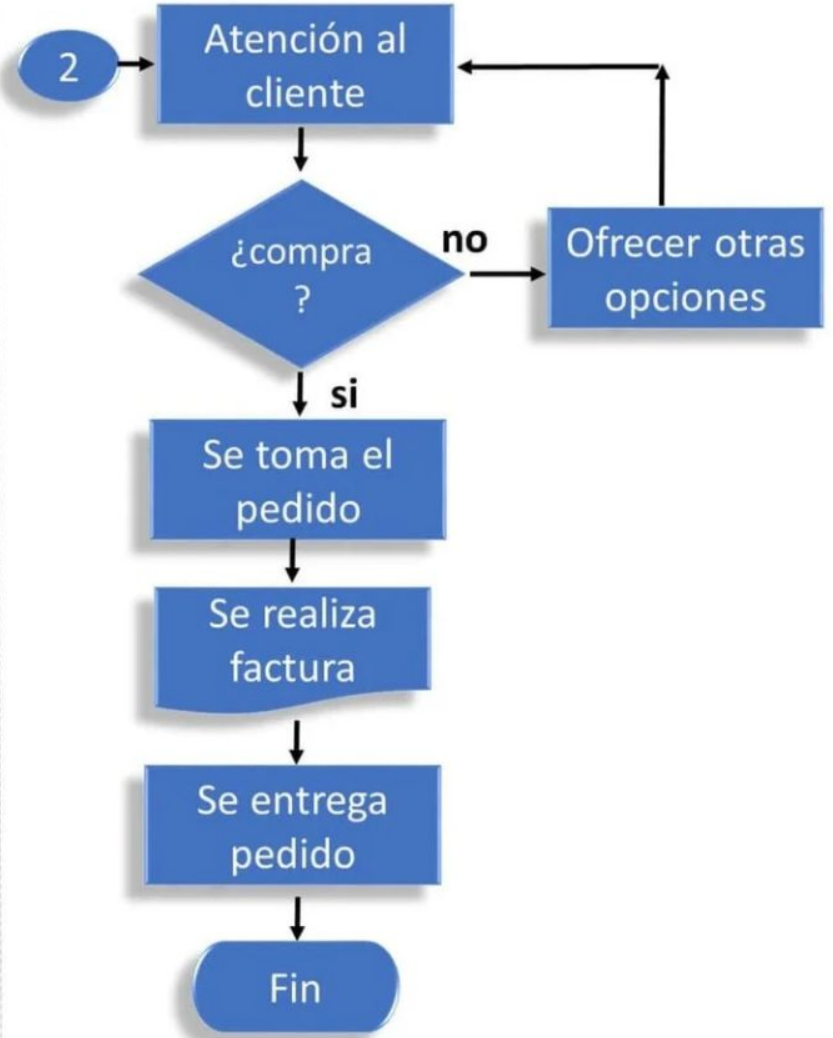 2
Atención al
cliente
¿compra
?
no
Ofrecer otras
opciones
si
Se toma el
pedido
Se realiza
factura
Se entrega
pedido
Fin